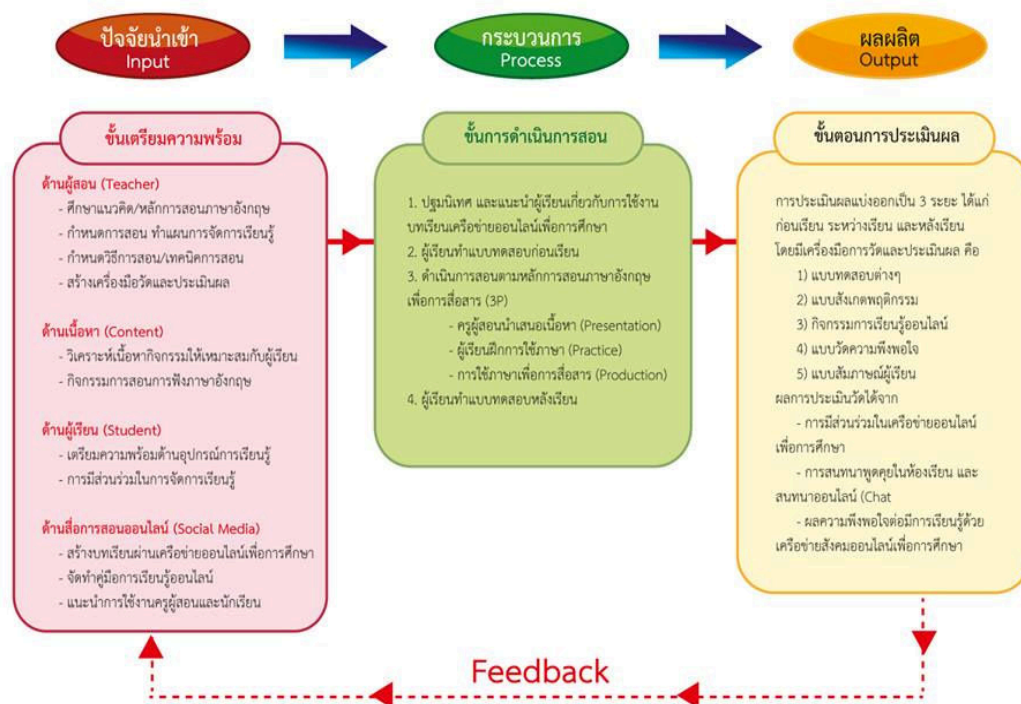 ปัจจัยนำเข้า
Input
กระบวนการ
Process
ผลผลิต
Output
ขั้นเตรียมความพร้อม
ด้านผู้สอน (Teacher)
- ศึกษาแนวคิด/หลักการสอนภาษาอังกฤษ
- กำหนดการสอน ทำแผนการจัดการเรียนรู้
- กำหนดวิธีการสอน/เทคนิคการสอน
- สร้างเครื่องมือวัดและประเมินผล
ด้านเนื้อหา (Content)
- วิเคราะห์เนื้อหากิจกรรมให้เหมาะสมกับผู้เรียน
- กิจกรรมการสอนการฟังภาษาอังกฤษ
ด้านผู้เรียน (Student)
- เตรียมความพร้อมด้านอุปกรณ์การเรียนรู้
- การมีส่วนร่วมในการจัดการเรียนรู้
ด้านสื่อการสอนออนไลน์ (Social Media)
- สร้างบทเรียนผ่านเครือข่ายออนไลน์เพื่อการศึกษา
- จัดทำคู่มือการเรียนรู้ออนไลน์
- แนะนำการใช้งานครูผู้สอนและนักเรียน
ขั้นการดำเนินการสอน
1. ปฐมนิเทศ และแนะนำผู้เรียนเกี่ยวกับการใช้งาน
บทเรียนเครือข่ายออนไลน์เพื่อการศึกษา
2. ผู้เรียนทำแบบทดสอบก่อนเรียน
3. ดำเนินการสอนตามหลักการสอนภาษาอังกฤษ
เพื่อการสื่อสาร (3P)
- ครูผู้สอนนำเสนอเนื้อหา (Presentation)
- ผู้เรียนฝึกการใช้ภาษา (Practice)
- การใช้ภาษาเพื่อการสื่อสาร (Production)
4. ผู้เรียนทำแบบทดสอบหลังเรียน
ขั้นตอนการประเมินผล
การประเมินผลแบ่งออกเป็น 3 ระยะ ได้แก่
ก่อนเรียน ระหว่างเรียน และหลังเรียน
โดยมีเครื่องมือการวัดและประเมินผล คือ
1) แบบทดสอบต่างๆ
2) แบบสังเกตพฤติกรรม
3) กิจกรรมการเรียนรู้ออนไลน์
4) แบบวัดความพึงพอใจ
5) แบบสัมภาษณ์ผู้เรียน
ผลการประเมินวัดได้จาก
- การมีส่วนร่วมในเครือข่ายออนไลน์
เพื่อการศึกษา
- การสนทนาพูดคุยในห้องเรียน และ
สนทนาออนไลน์ (Chat
- ผลความพึงพอใจต่อมีการเรียนรู้ด้วย
เครือข่ายสังคมออนไลน์เพื่อการศึกษา
Feedback